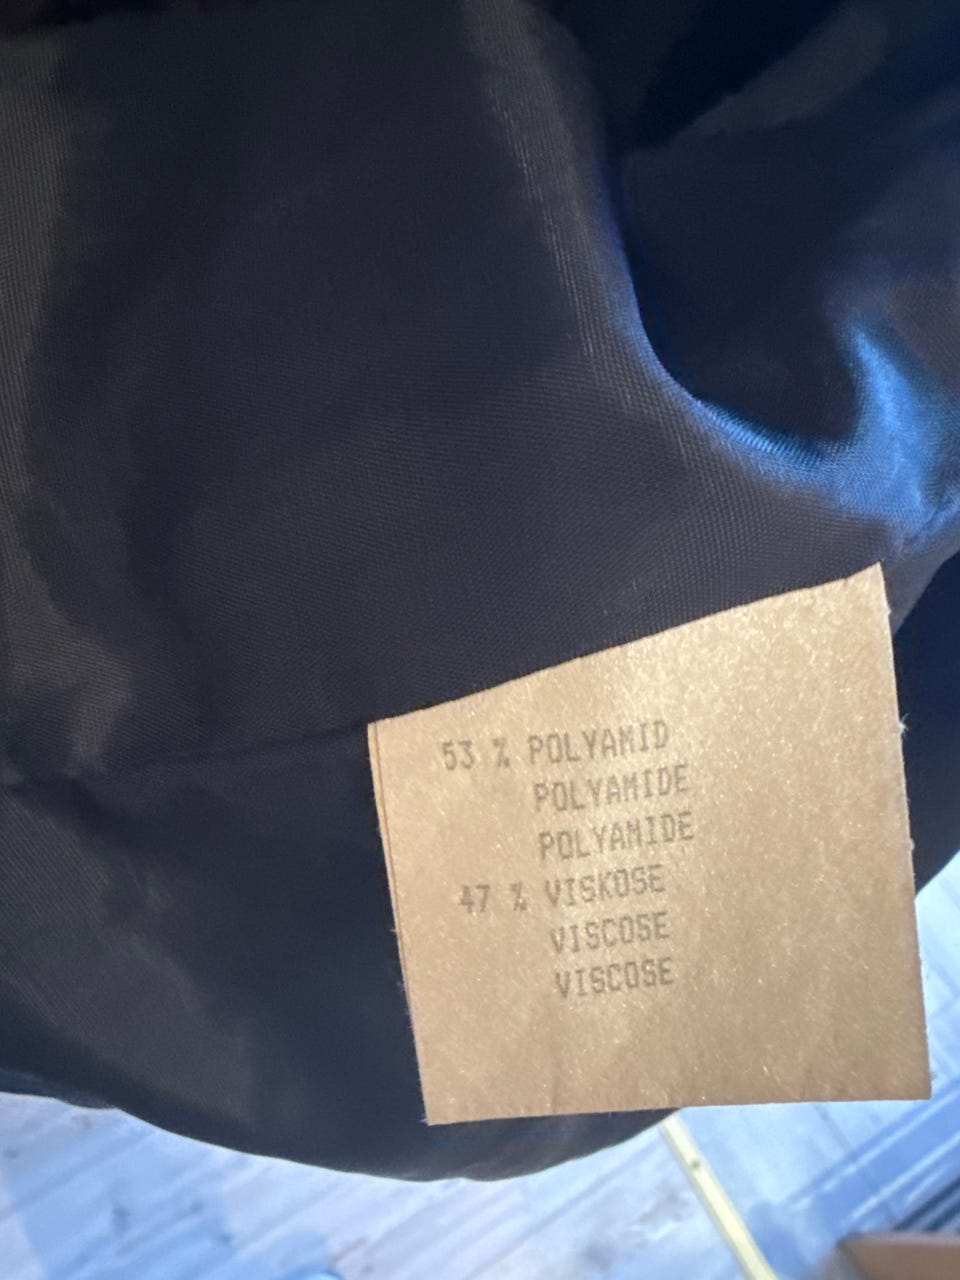 53 % POLYAMID
POLYAMIDE
POLYAMIDE
47 % VISKOSE
VISCOSE
VISCOSE